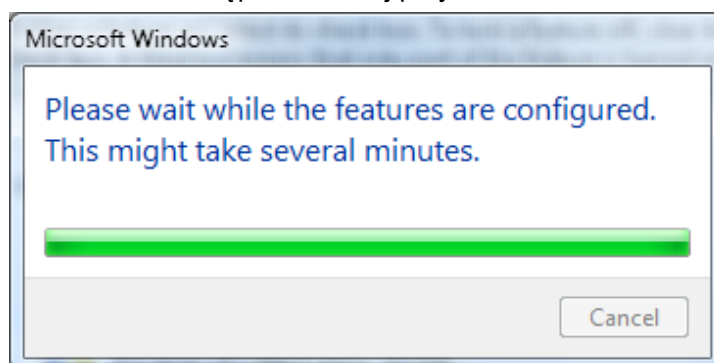 Microsoft Windows
Please wait while the features are configured.
This might take several minutes.
Cancel